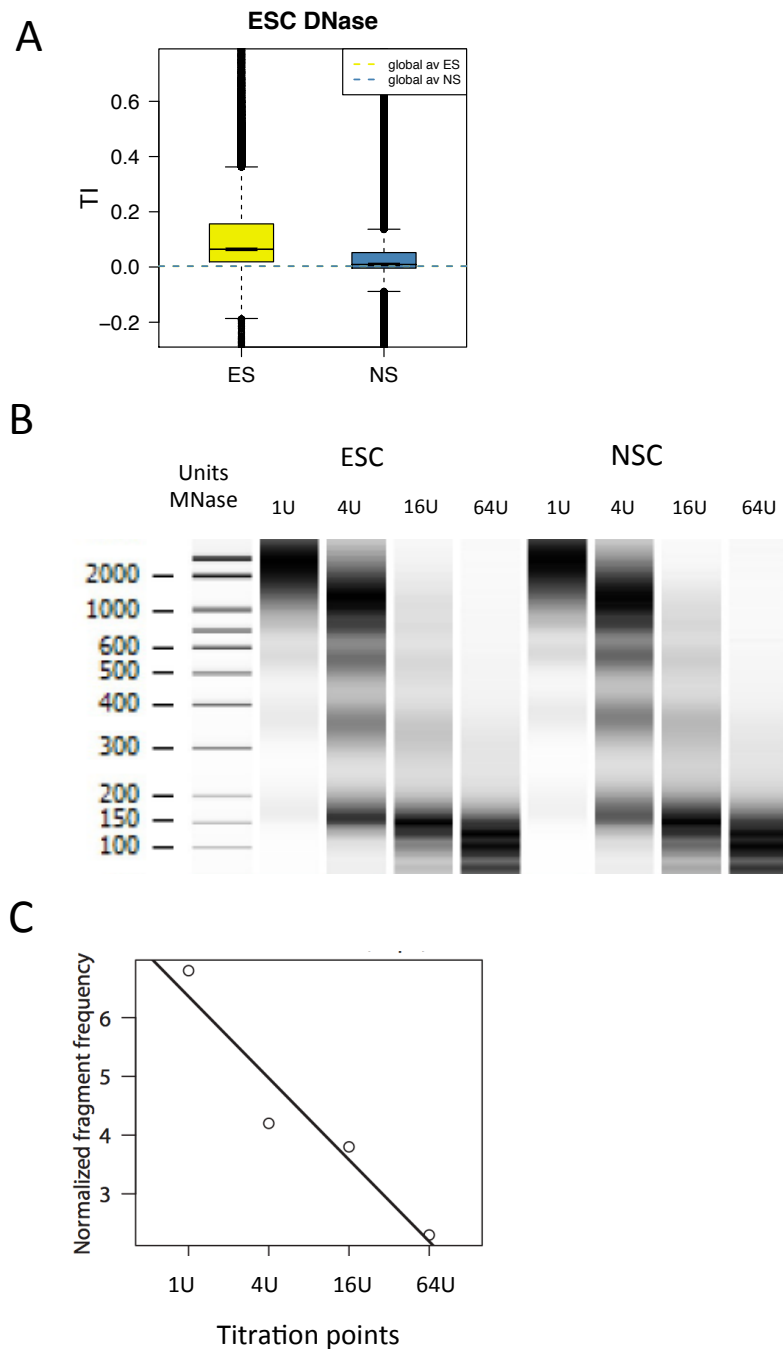 A
ESC DNase
global av ES
global av NS
TI
0.6
0.4
0.2
0.0
−0.2
ES NS
B
ESC NSC
Units
MNase
1U 4U 16U 64U 1U 4U 16U 64U
2000
1000
600
500
400
300
200
150
100
C
Normalized fragment frequency
6
5
4
3
1U 4U 16U 64U
Titration points